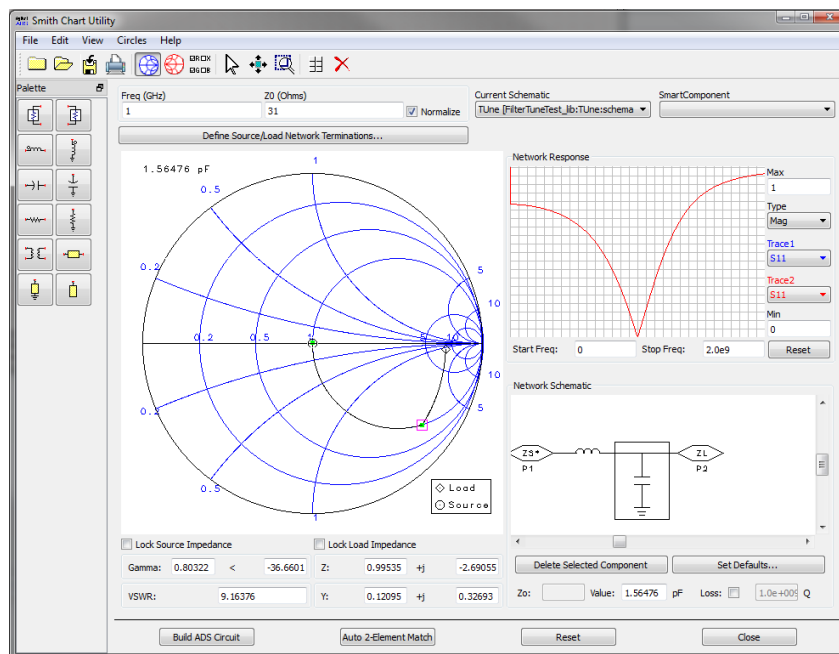 Smith Chart Utility
File Edit View Circles Help
Palette
Freq (GHz) Z0 (Ohms) Current Schematic SmartComponent
1 31 Normalize TUne [FilterTuneTest_lib:TUne:schema
Define Source/Load Network Terminations...
1.56476 pF
1
0.5
0.2
5
10
0.2 0.5 1 5 10
10
5
0.2
0.5
1
Load
Source
Network Response
Max
1
Type
Mag
Trace1
S11
Trace2
S11
Min
0
Start Freq: 0 Stop Freq: 2.0e9 Reset
Network Schematic
ZS* ZL
P1 P2
Lock Source Impedance Lock Load Impedance
Gamma: 0.80322 < -36.6601 Z: 0.99535 +j -2.69055
VSWR: 9.16376 Y: 0.12095 +j 0.32693
Delete Selected Component Set Defaults...
Zo: Value: 1.56476 pF Loss: 1.0e+009 Q
Build ADS Circuit Auto 2-Element Match Reset Close